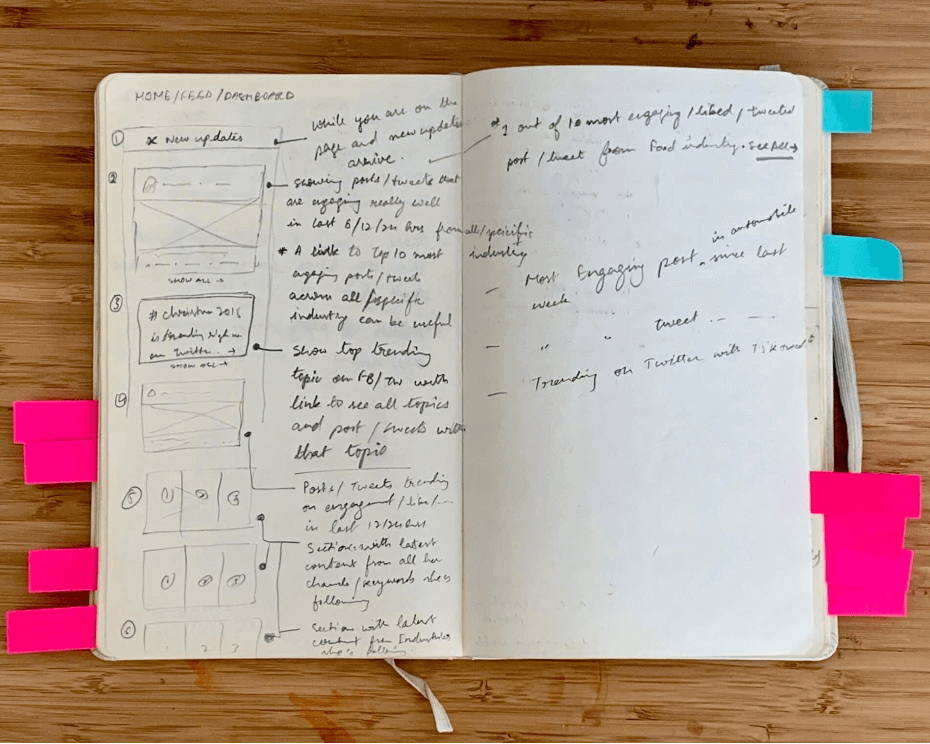 HOME/FEED/DASHBOARD
1
x New updates
while you are on the
page and new updates
arrive.
2
showing posts/tweets that
are engaging really well
in last 6/12/24 hrs from all/specific
industry
SHOW ALL →
* A link to Top 10 most
engaging posts/tweets
across all/specific
industry can be useful
3
# Christmas 2018
is trending right now
on Twitter. →
SHOW ALL →
Show top trending
topic on FB/TW with
link to see all topics
and post/tweets with
that topic
4
Posts/Tweets trending
on engagement/like/---
in last 12/24 hrs
5
1 2 3
Sections with latest
content from all her
channels/keywords she's
following
1 2 3
6
1 2 3
Section with latest
content from Industries
she's following
* 1 out of 10 most engaging/liked/tweeted
post/tweet from Food industry. See All →
— Most Engaging post in automobile since last
week
— " " tweet
— Trending on Twitter with